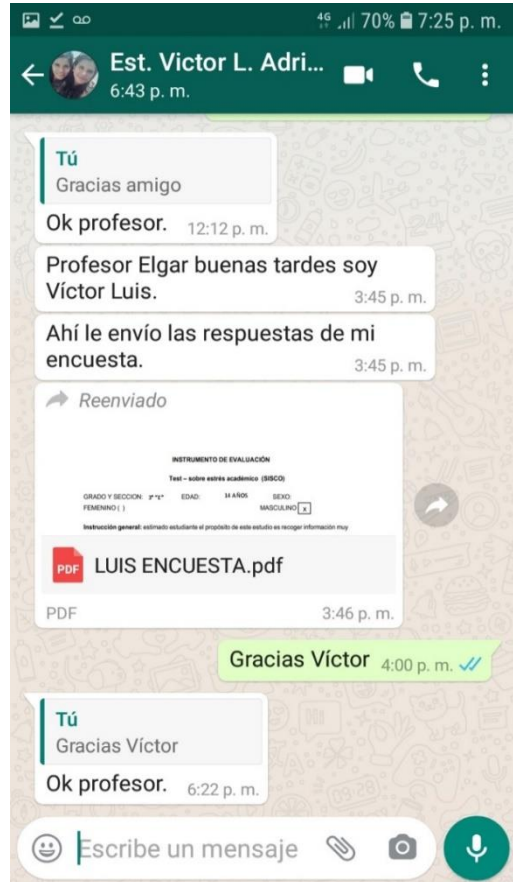 4G 70% 7:25 p. m.
Est. Victor L. Adri...
6:43 p. m.
Tú
Gracias amigo
Ok profesor. 12:12 p. m.
Profesor Elgar buenas tardes soy
Víctor Luis. 3:45 p. m.
Ahí le envío las respuestas de mi
encuesta. 3:45 p. m.
Reenviado
INSTRUMENTO DE EVALUACIÓN
Test – sobre estrés académico (SISCO)
GRADO Y SECCION: EDAD: 14 AÑOS SEXO:
FEMENINO ( ) MASCULINO x
Instrucción general: estimado estudiante el propósito de este estudio es recoger información muy
PDF LUIS ENCUESTA.pdf
PDF 3:46 p. m.
Gracias Víctor 4:00 p. m.
Tú
Gracias Víctor
Ok profesor. 6:22 p. m.
Escribe un mensaje